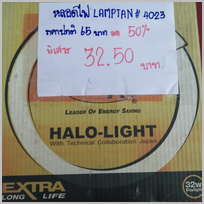 หลอดไฟ LAMPTAN # 4023
ราคาปกติ 65 บาท ลด 50%
พิเศษ 32.50 บาท
LEADER OF ENERGY SAVING
HALO-LIGHT
With Technical Collaboration Japan
EXTRA
LONG LIFE
32W
Daylight